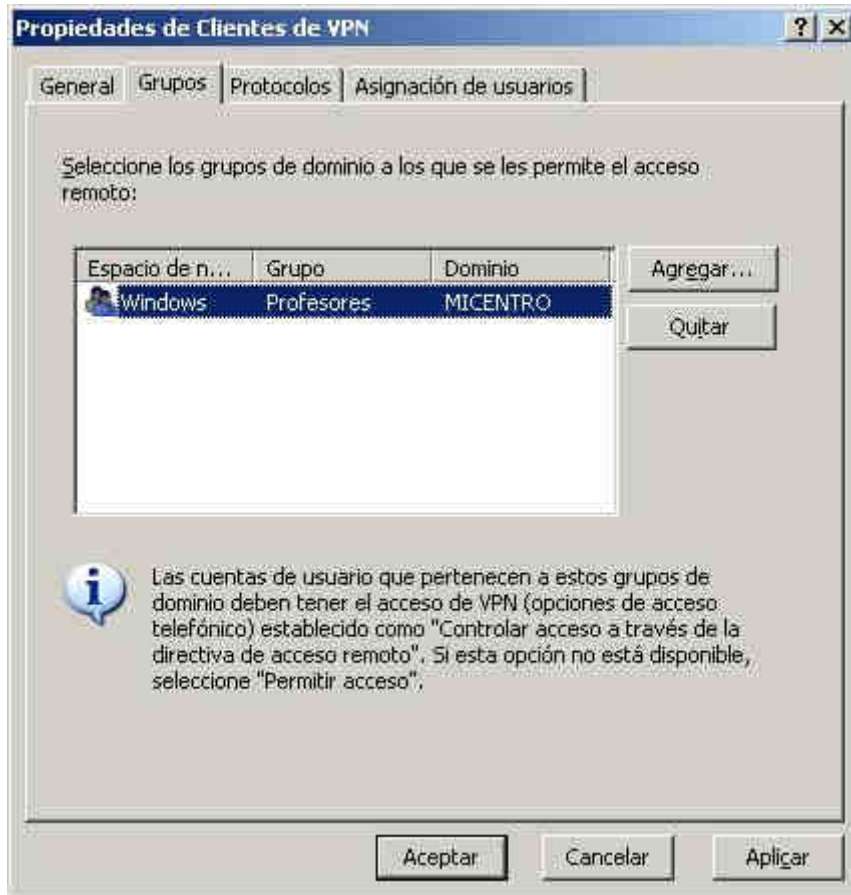 Propiedades de Clientes de VPN
General Grupos Protocolos Asignación de usuarios
Seleccione los grupos de dominio a los que se les permite el acceso
remoto:
Espacio de n... Grupo Dominio
Windows Profesores MICENTRO
Agregar...
Quitar
Las cuentas de usuario que pertenecen a estos grupos de
dominio deben tener el acceso de VPN (opciones de acceso
telefónico) establecido como "Controlar acceso a través de la
directiva de acceso remoto". Si esta opción no está disponible,
seleccione "Permitir acceso".
Aceptar Cancelar Aplicar